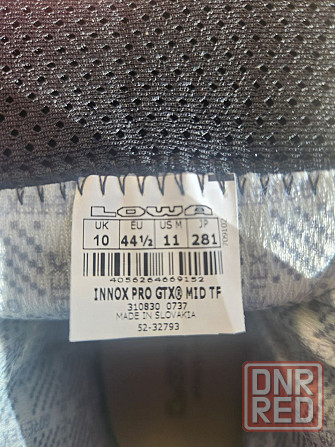 LOWA
UK EU US M JP
10 44½ 11 281
4056264669152
INNOX PRO GTX® MID TF
310830 0737
MADE IN SLOVAKIA
52-32793
DNR
RED